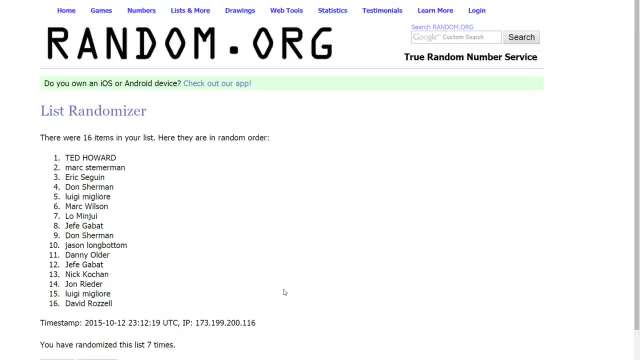 Home Games Numbers Lists & More Drawings Web Tools Statistics Testimonials Learn More Login
RANDOM.ORG
Search RANDOM.ORG
Google™ Custom Search Search
True Random Number Service
Do you own an iOS or Android device? Check out our app!
List Randomizer
There were 16 items in your list. Here they are in random order:
1. TED HOWARD
2. marc stemerman
3. Eric Seguin
4. Don Sherman
5. luigi migliore
6. Marc Wilson
7. Lo Minjui
8. Jefe Gabat
9. Don Sherman
10. jason longbottom
11. Danny Older
12. Jefe Gabat
13. Nick Kochan
14. Jon Rieder
15. luigi migliore
16. David Rozzell
Timestamp: 2015-10-12 23:12:19 UTC, IP: 173.199.200.116
You have randomized this list 7 times.